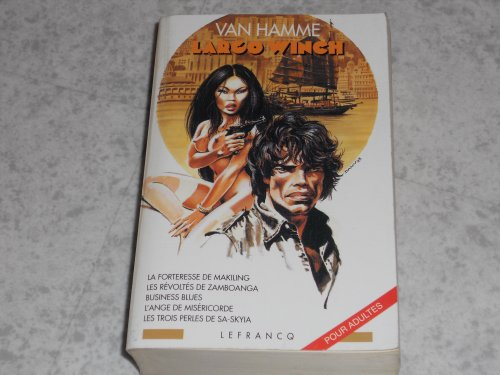 VAN HAMME
LARGO WINCH
LA FORTERESSE DE MAKILING
LES RÉVOLTÉS DE ZAMBOANGA
BUSINESS BLUES
L'ANGE DE MISÉRICORDE
LES TROIS PERLES DE SA-SKYIA
LEFRANCQ
POUR ADULTES